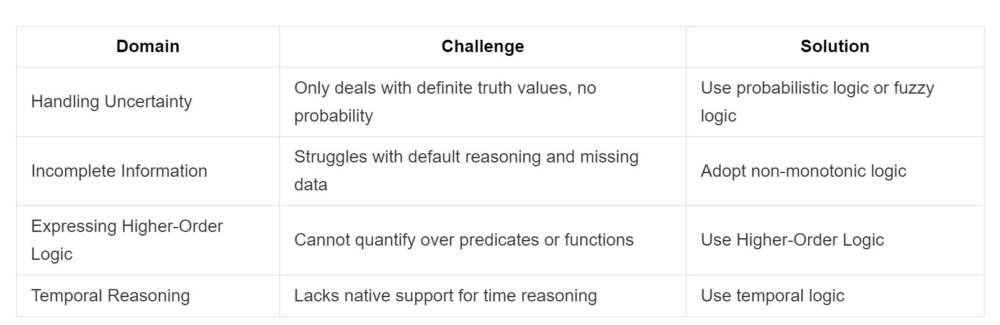 Domain
Challenge
Solution
Handling Uncertainty
Only deals with definite truth values, no
probability
Use probabilistic logic or fuzzy
logic
Incomplete Information
Struggles with default reasoning and missing
data
Adopt non-monotonic logic
Expressing Higher-Order
Logic
Cannot quantify over predicates or functions
Use Higher-Order Logic
Temporal Reasoning
Lacks native support for time reasoning
Use temporal logic